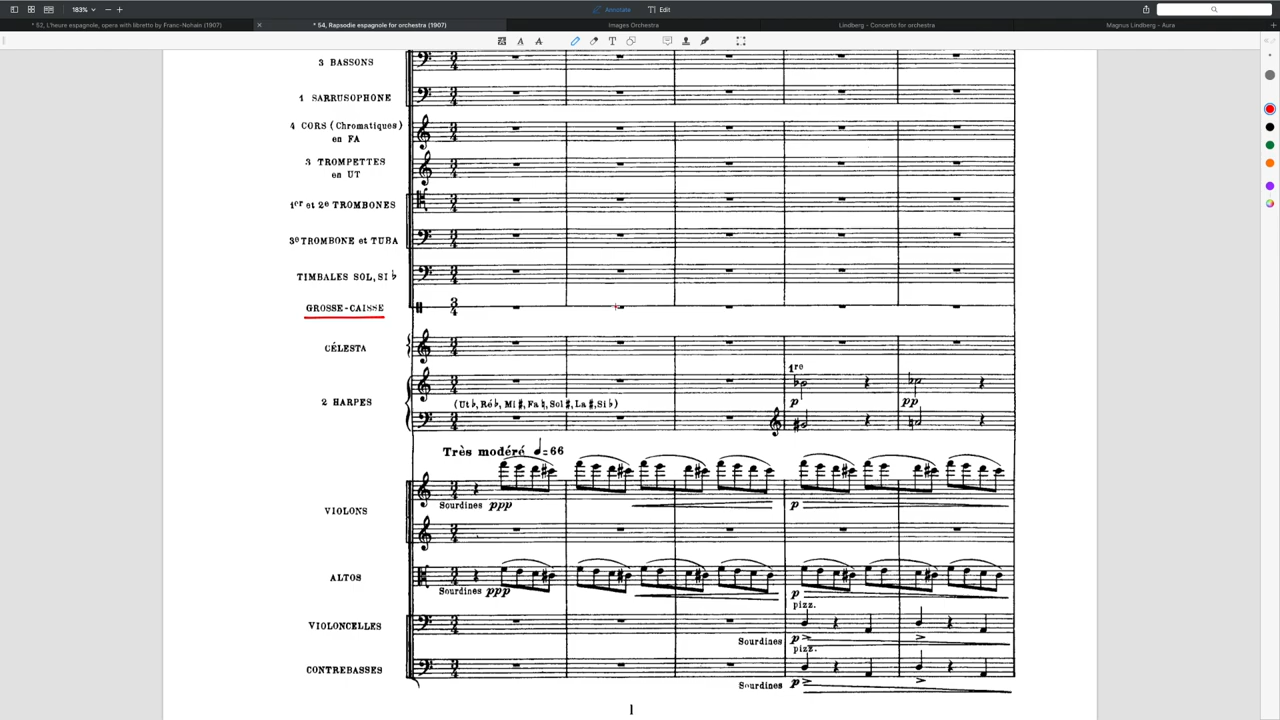 183%
Annotate
Edit
* 52, L'heure espagnole, opera with libretto by Franc-Nohain (1907)
* 54, Rapsodie espagnole for orchestra (1907)
Images Orchestra
Lindberg - Concerto for orchestra
Magnus Lindberg - Aura
3 BASSONS
1 SARRUSOPHONE
4 CORS (Chromatiques)
en FA
3 TROMPETTES
en UT
1er et 2e TROMBONES
3e TROMBONE et TUBA
TIMBALES SOL, SI♭
GROSSE-CAISSE
CÉLESTA
1re
2 HARPES
p
pp
(Ut♭, Ré♭, Mi♯, Fa♮, Sol♯, La♯, Si♭)
Très modéré ♩=66
VIOLONS
Sourdines ppp
p
ALTOS
Sourdines ppp
p
pizz.
VIOLONCELLES
Sourdines p
pizz.
CONTREBASSES
Sourdines p
1